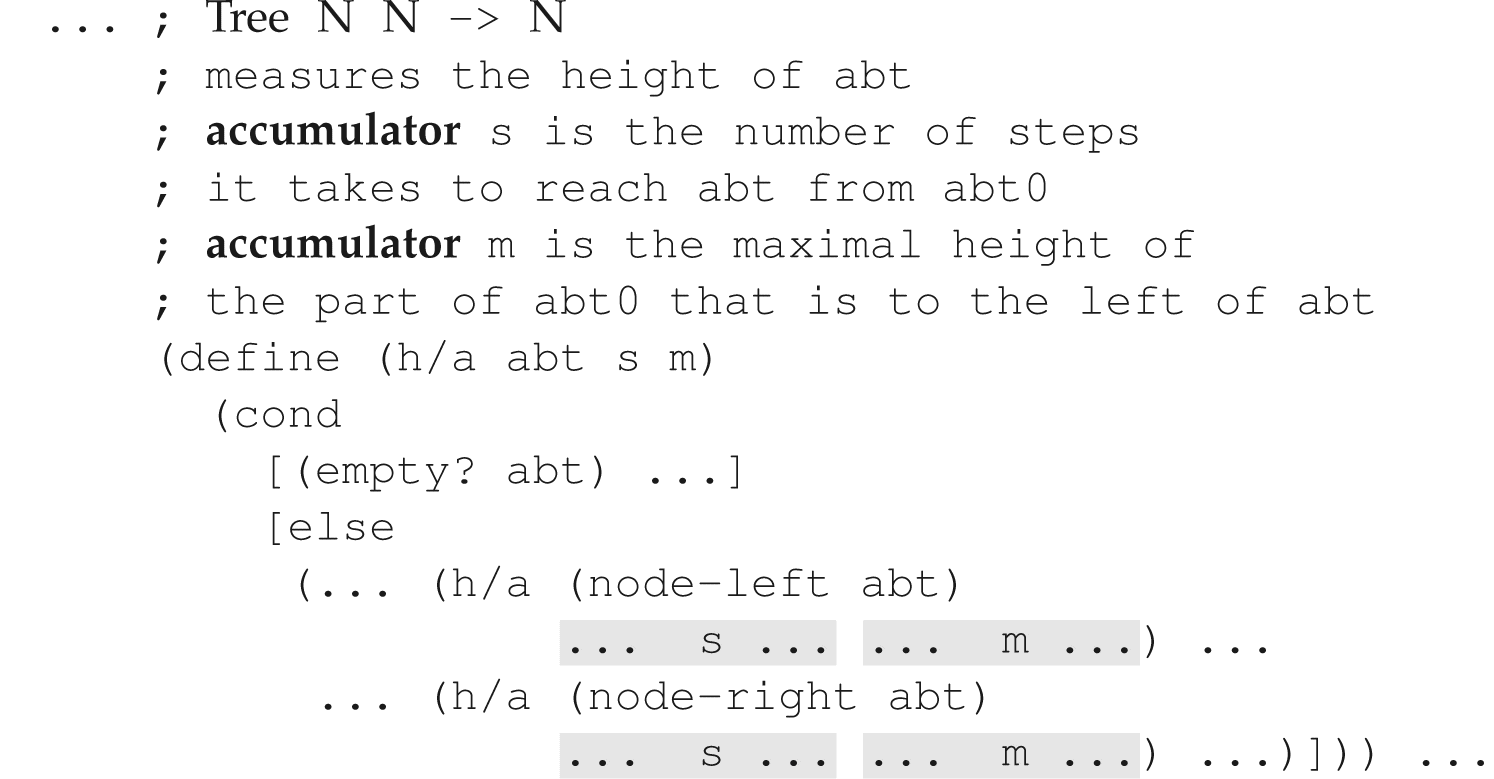 ... ; Tree N N -> N
; measures the height of abt
; accumulator s is the number of steps
; it takes to reach abt from abt0
; accumulator m is the maximal height of
; the part of abt0 that is to the left of abt
(define (h/a abt s m)
(cond
[(empty? abt) ...]
[else
(... (h/a (node-left abt)
... s ... ... m ...) ...
... (h/a (node-right abt)
... s ... ... m ...) ...)])) ...